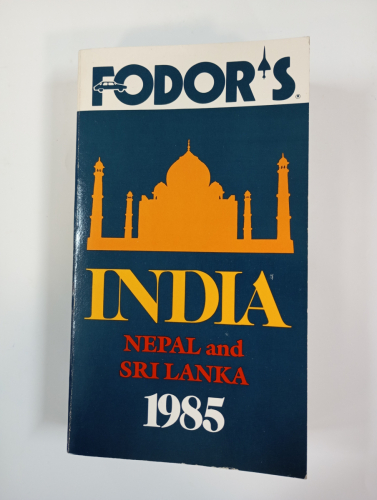 FODOR'S®
INDIA
NEPAL and
SRI LANKA
1985